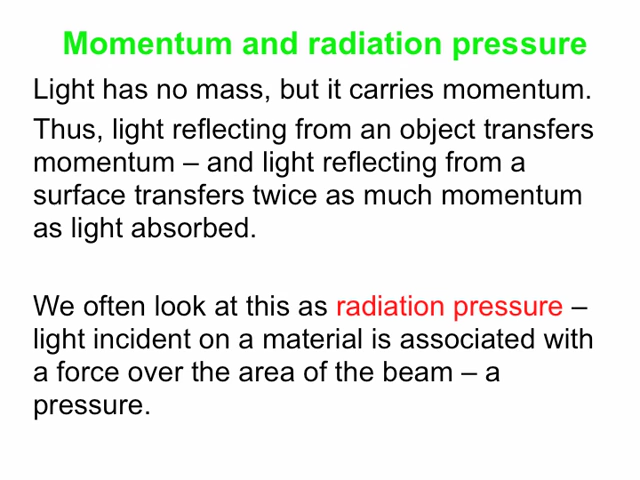 Momentum and radiation pressure
Light has no mass, but it carries momentum.
Thus, light reflecting from an object transfers
momentum – and light reflecting from a
surface transfers twice as much momentum
as light absorbed.
We often look at this as radiation pressure –
light incident on a material is associated with
a force over the area of the beam – a
pressure.